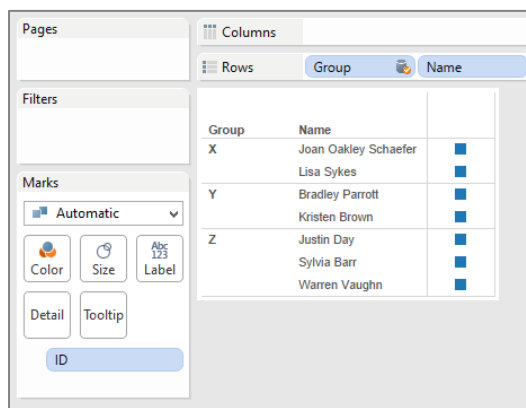 Pages
Columns
Rows Group Name
Filters
Marks
Automatic
Color Size Abc 123 Label
Detail Tooltip
ID
Group Name
X Joan Oakley Schaefer
Lisa Sykes
Y Bradley Parrott
Kristen Brown
Z Justin Day
Sylvia Barr
Warren Vaughn